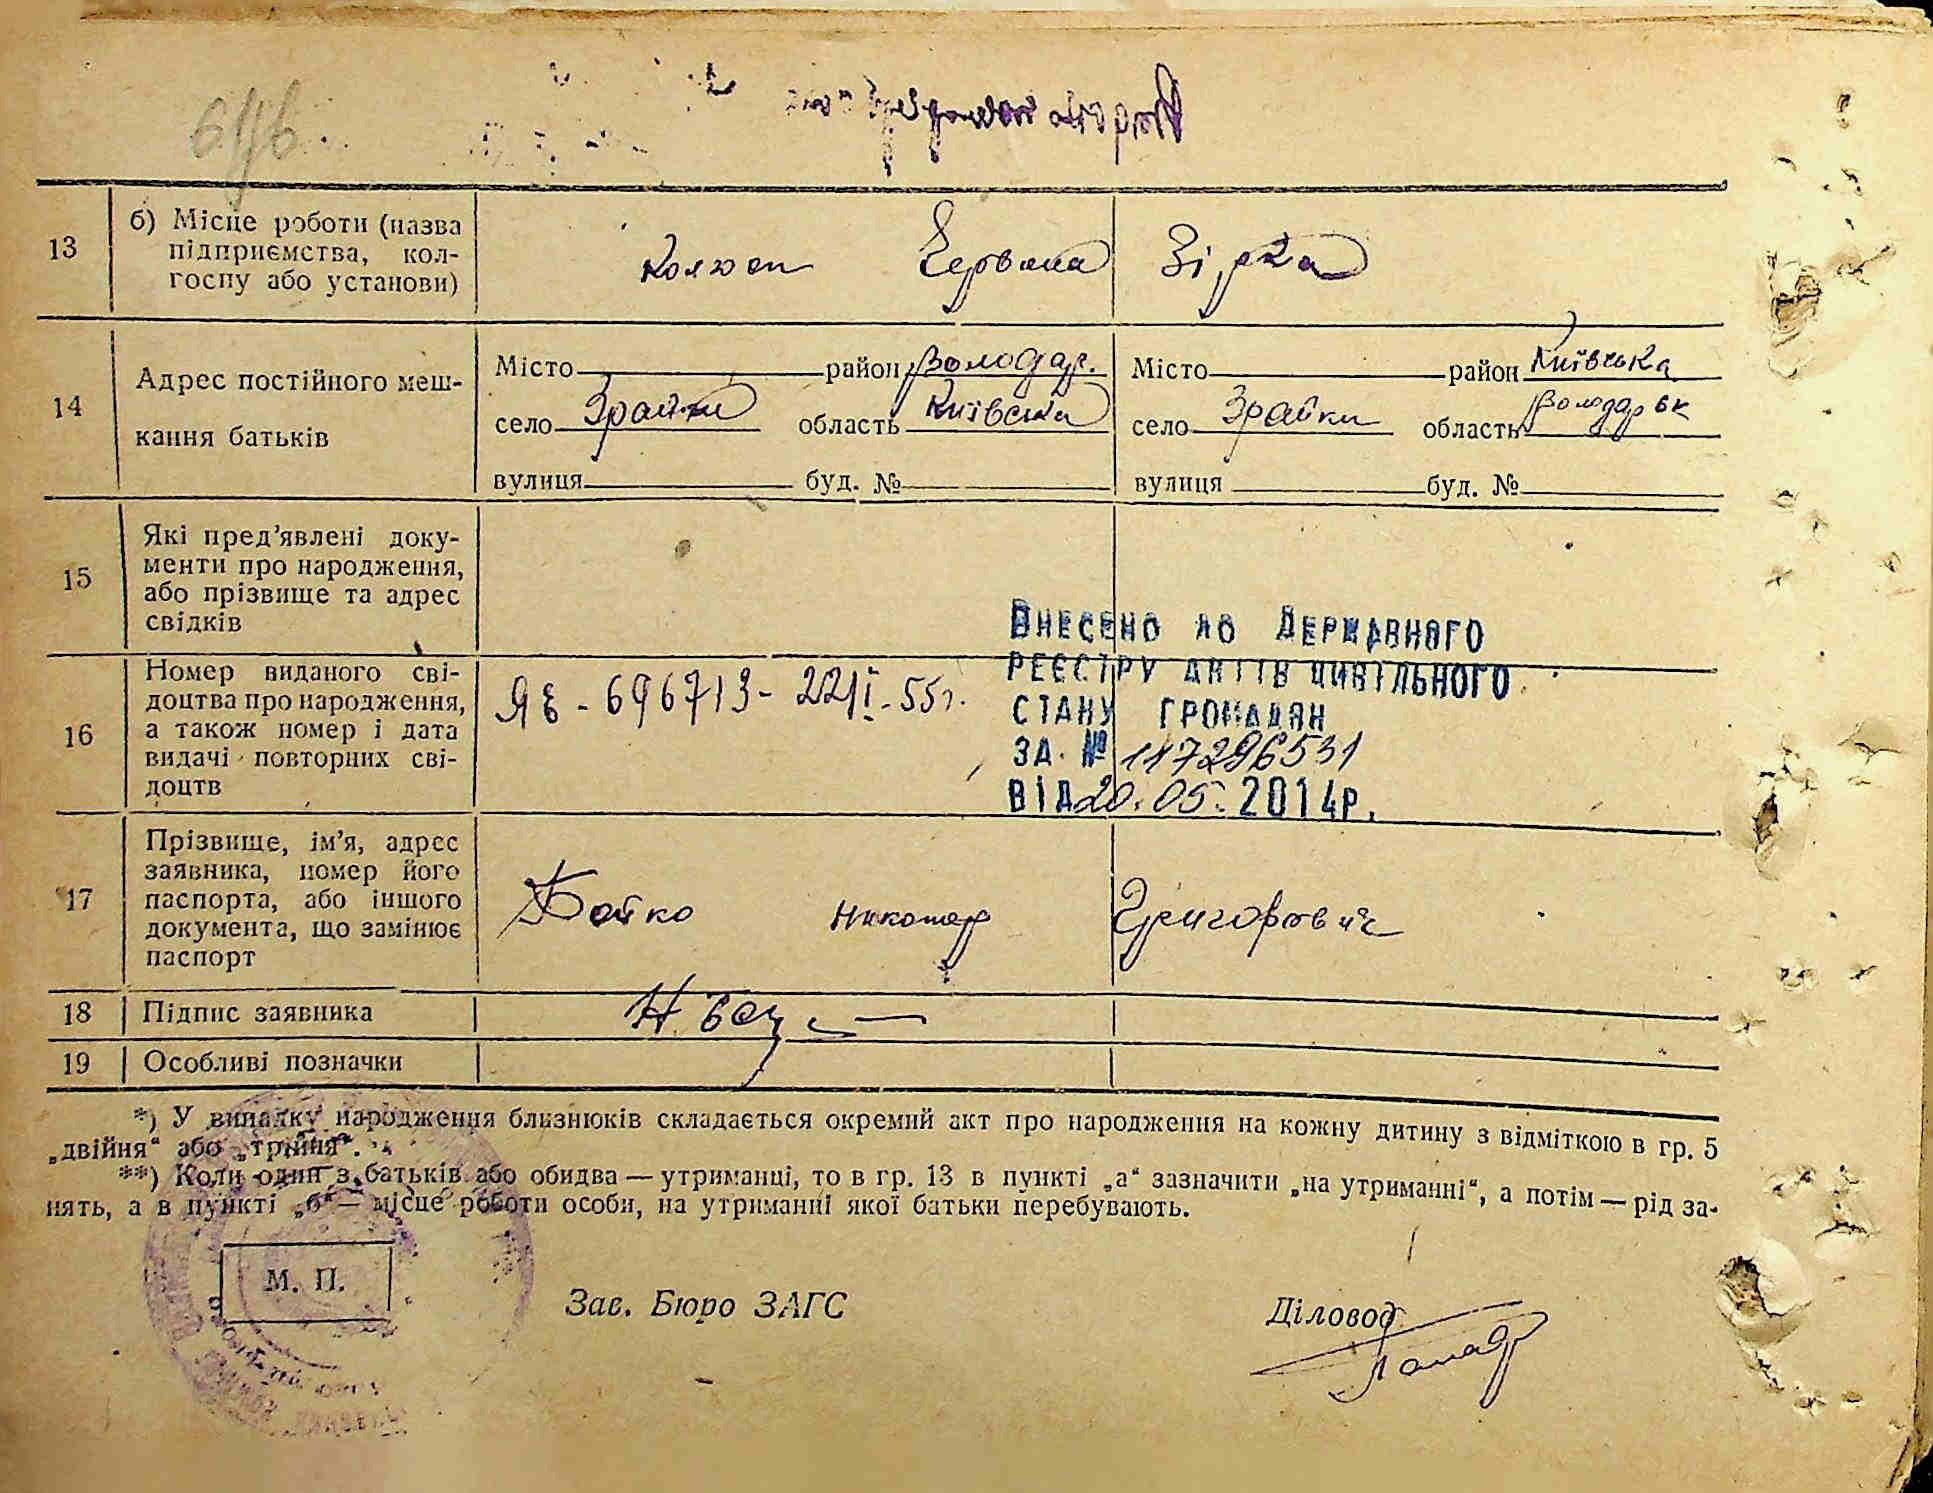 13
б) Місце роботи (назва
підприємства, кол-
госпу або установи)
Колхоз Червона Зірка
14
Адрес постійного меш-
кання батьків
Місто район Володар. Місто район Київська
село Зрайки область Київська село Зрайки область Володарськ
вулиця буд. № вулиця буд. №
15
Які пред’явлені доку-
менти про народження,
або прізвище та адрес
свідків
16
Номер виданого сві-
доцтва про народження,
а також номер і дата
видачі повторних сві-
доцтв
ЯЕ - 696713 - 22/І - 55г.
ВНЕСЕНО ДО ДЕРЖАВНОГО
РЕЄСТРУ АКТІВ ЦИВІЛЬНОГО
СТАНУ ГРОМАДЯН
ЗА № 117296531
ВІД 20.05. 2014р.
17
Прізвище, ім’я, адрес
заявника, номер його
паспорта, або іншого
документа, що замінює
паспорт
Бойко Никонор Григорович
18
Підпис заявника
19
Особливі позначки
*) У випадку народження близнюків складається окремий акт про народження на кожну дитину з відміткою в гр. 5
„двійня“ або „трійня“.
**) Коли один з батьків або обидва — утриманці, то в гр. 13 в пункті „а“ зазначити „на утриманні“, а потім — рід за-
нять, а в пункті „б“ — місце роботи особи, на утриманні якої батьки перебувають.
М. П.
Зав. Бюро ЗАГС
Діловод